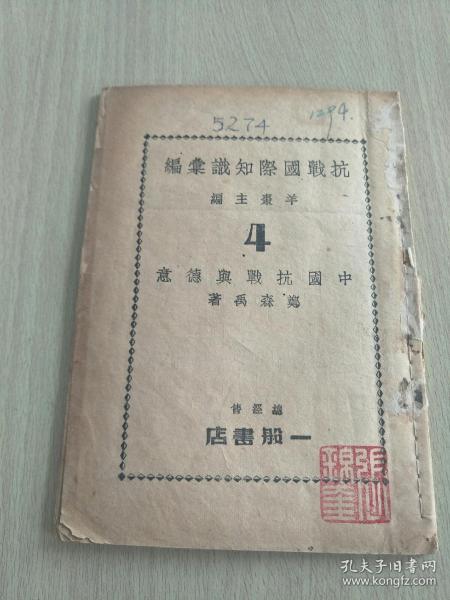 5274
1294.
抗戰國際知識彙編
羊棗主編
4
中國抗戰與德意
鄭森禹著
總經售
一般書店
孔夫子旧书网
www.kongfz.com